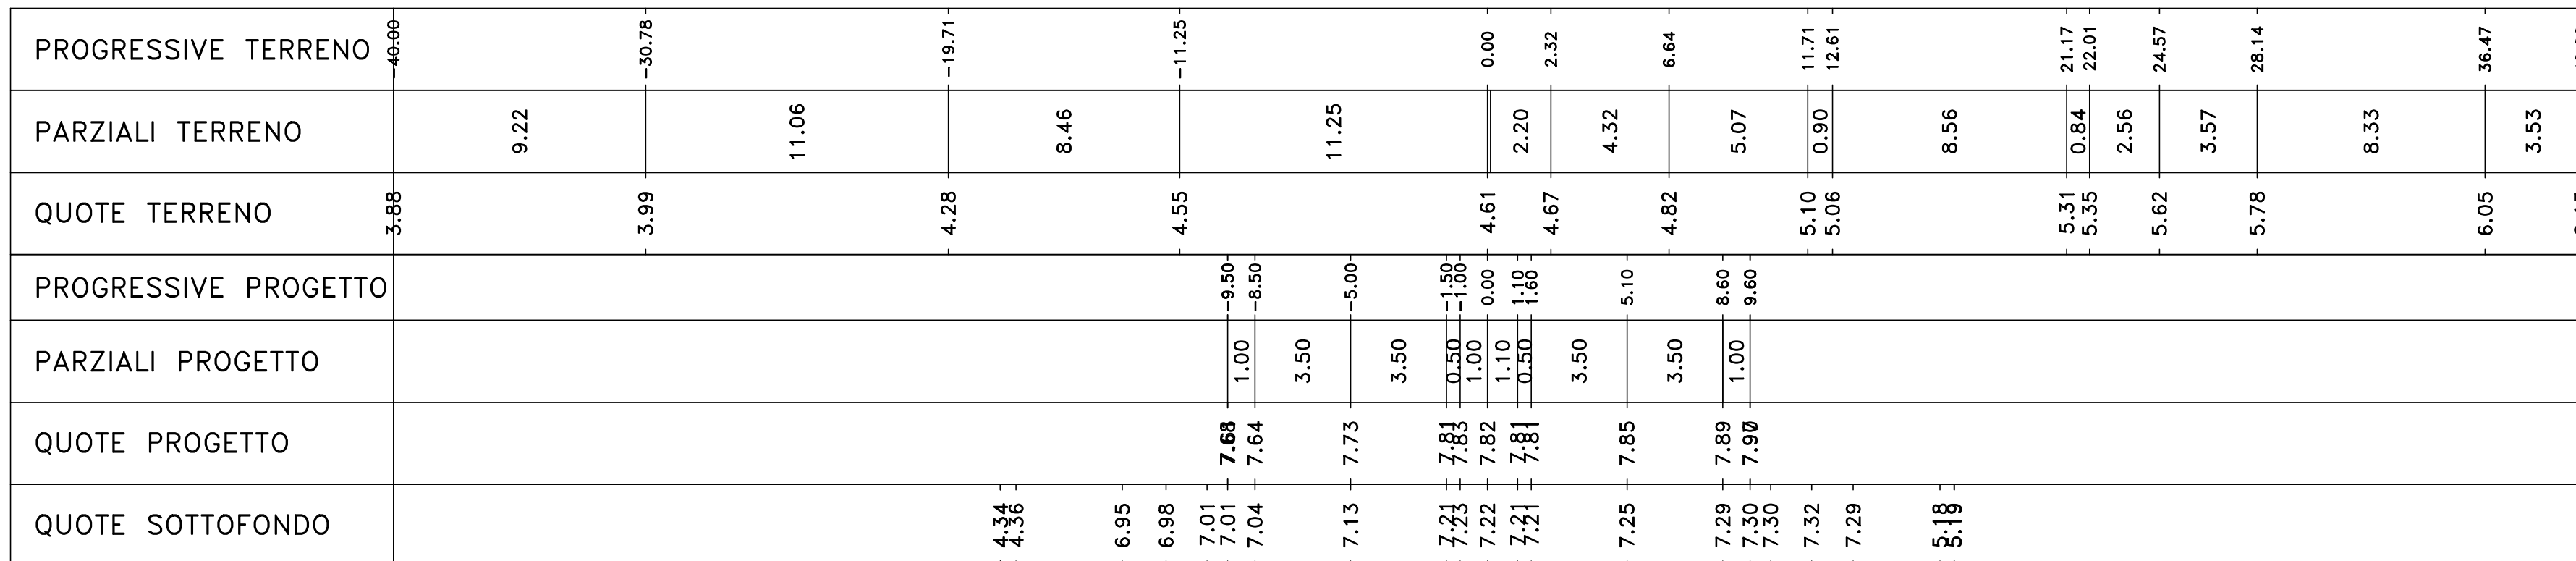 PROGRESSIVE TERRENO -40.00 -30.78 -19.71 -11.25 0.00 2.32 6.64 11.71 12.61 21.17 22.01 24.57 28.14 36.47
PARZIALI TERRENO 9.22 11.06 8.46 11.25 2.20 4.32 5.07 0.90 8.56 0.84 2.56 3.57 8.33 3.53
QUOTE TERRENO 3.88 3.99 4.28 4.55 4.61 4.67 4.82 5.10 5.06 5.31 5.35 5.62 5.78 6.05
PROGRESSIVE PROGETTO -9.50 -8.50 -5.00 -1.50 -1.00 0.00 1.10 1.60 5.10 8.60 9.60
PARZIALI PROGETTO 1.00 3.50 3.50 0.50 1.00 1.10 0.50 3.50 3.50 1.00
QUOTE PROGETTO 7.64 7.73 7.81 7.83 7.82 7.81 7.81 7.85 7.89
QUOTE SOTTOFONDO 4.34 4.36 6.95 6.98 7.01 7.01 7.04 7.13 7.21 7.23 7.22 7.21 7.21 7.25 7.29 7.30 7.30 7.32 7.29 5.18 5.19